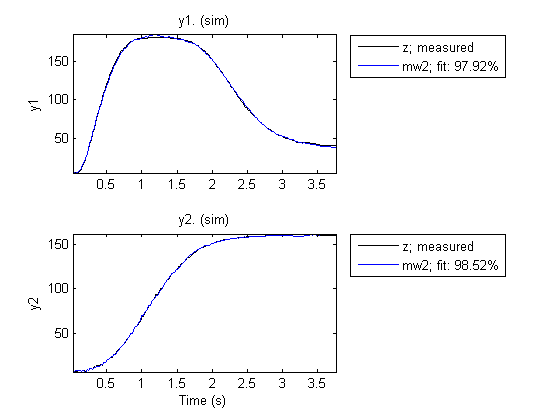 y1. (sim)
z; measured
mw2; fit: 97.92%
y1
150
100
50
0.5 1 1.5 2 2.5 3 3.5
y2. (sim)
z; measured
mw2; fit: 98.52%
y2
150
100
50
0.5 1 1.5 2 2.5 3 3.5
Time (s)